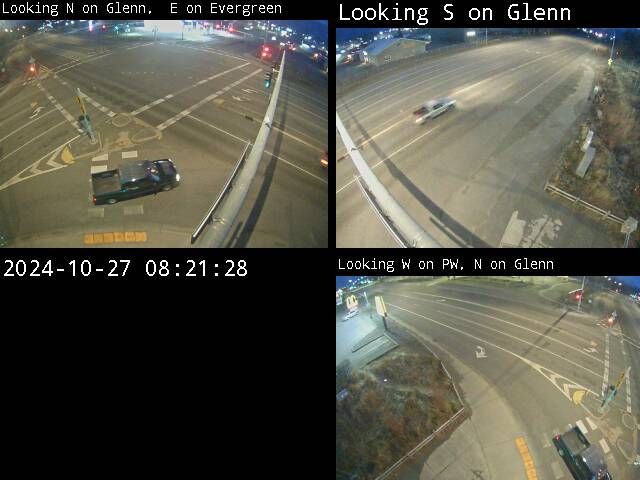 Looking N on Glenn,  E on Evergreen
Looking S on Glenn
2024-10-27 08:21:28
Looking W on PW, N on Glenn